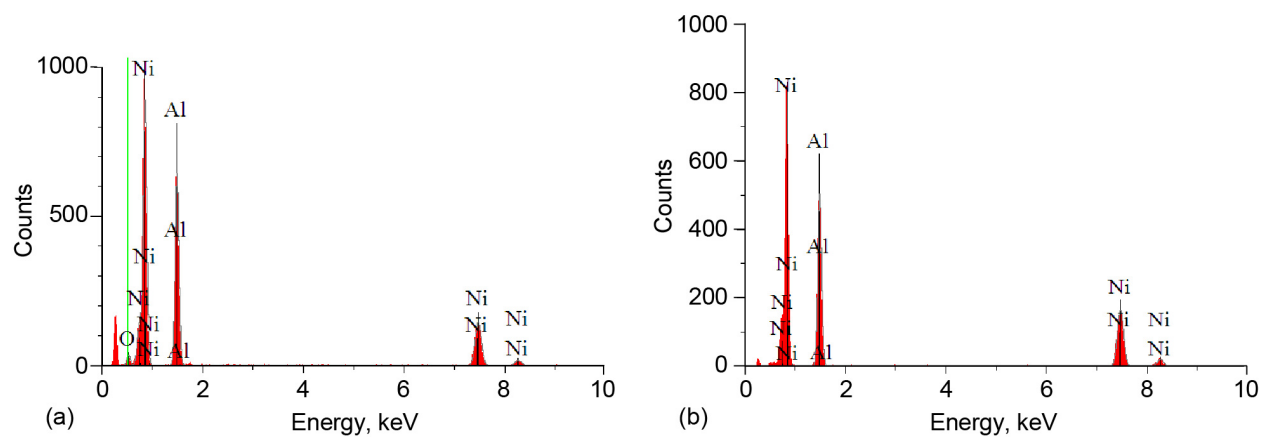 1000
Ni
Al
500
Al
Ni
Ni
Ni
Ni
O
Ni
Ni
Ni
Ni
Al
0
0 2 4 6 8 10
Counts
Energy, keV
(a)
1000
800
Ni
600
Al
400
Al
Ni
200
Ni
Ni
Ni
Ni
Ni
Ni
Ni
Al
0
0 2 4 6 8 10
Counts
Energy, keV
(b)